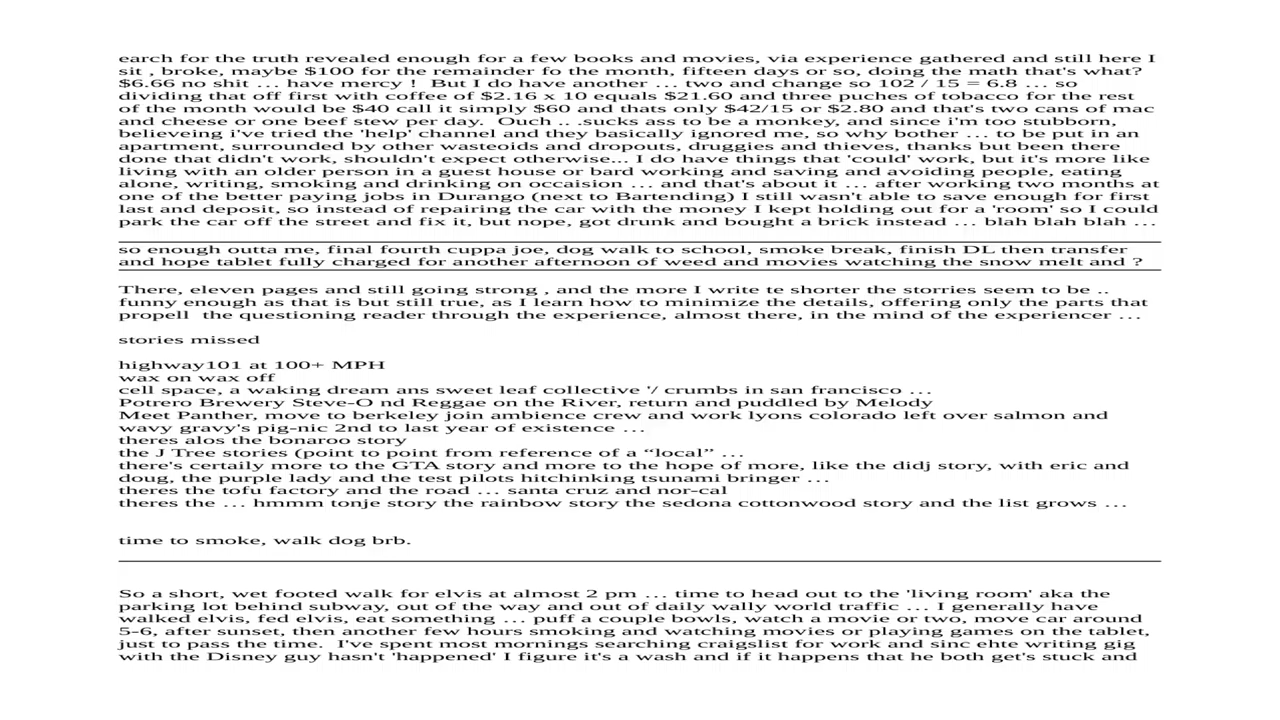 earch for the truth revealed enough for a few books and movies, via experience gathered and still here I
sit , broke, maybe $100 for the remainder fo the month, fifteen days or so, doing the math that's what?
$6.66 no shit ... have mercy !  But I do have another ... two and change so 102 / 15 = 6.8 ... so
dividing that off first with coffee of $2.16 x 10 equals $21.60 and three puches of tobacco for the rest
of the month would be $40 call it simply $60 and thats only $42/15 or $2.80 and that's two cans of mac
and cheese or one beef stew per day.  Ouch .. .sucks ass to be a monkey, and since i'm too stubborn,
believeing i've tried the 'help' channel and they basically ignored me, so why bother ... to be put in an
apartment, surrounded by other wasteoids and dropouts, druggies and thieves, thanks but been there
done that didn't work, shouldn't expect otherwise... I do have things that 'could' work, but it's more like
living with an older person in a guest house or bard working and saving and avoiding people, eating
alone, writing, smoking and drinking on occaision ... and that's about it ... after working two months at
one of the better paying jobs in Durango (next to Bartending) I still wasn't able to save enough for first
last and deposit, so instead of repairing the car with the money I kept holding out for a 'room' so I could
park the car off the street and fix it, but nope, got drunk and bought a brick instead ... blah blah blah ...
so enough outta me, final fourth cuppa joe, dog walk to school, smoke break, finish DL then transfer
and hope tablet fully charged for another afternoon of weed and movies watching the snow melt and ?
There, eleven pages and still going strong , and the more I write te shorter the storries seem to be ..
funny enough as that is but still true, as I learn how to minimize the details, offering only the parts that
propell  the questioning reader through the experience, almost there, in the mind of the experiencer ...
stories missed
highway101 at 100+ MPH
wax on wax off
cell space, a waking dream ans sweet leaf collective '/ crumbs in san francisco ...
Potrero Brewery Steve-O nd Reggae on the River, return and puddled by Melody
Meet Panther, move to berkeley join ambience crew and work lyons colorado left over salmon and
wavy gravy's pig-nic 2nd to last year of existence ...
theres alos the bonaroo story
the J Tree stories (point to point from reference of a “local” ...
there's certaily more to the GTA story and more to the hope of more, like the didj story, with eric and
doug, the purple lady and the test pilots hitchinking tsunami bringer ...
theres the tofu factory and the road ... santa cruz and nor-cal
theres the ... hmmm tonje story the rainbow story the sedona cottonwood story and the list grows ...
time to smoke, walk dog brb.
So a short, wet footed walk for elvis at almost 2 pm ... time to head out to the 'living room' aka the
parking lot behind subway, out of the way and out of daily wally world traffic ... I generally have
walked elvis, fed elvis, eat something ... puff a couple bowls, watch a movie or two, move car around
5-6, after sunset, then another few hours smoking and watching movies or playing games on the tablet,
just to pass the time.  I've spent most mornings searching craigslist for work and sinc ehte writing gig
with the Disney guy hasn't 'happened' I figure it's a wash and if it happens that he both get's stuck and